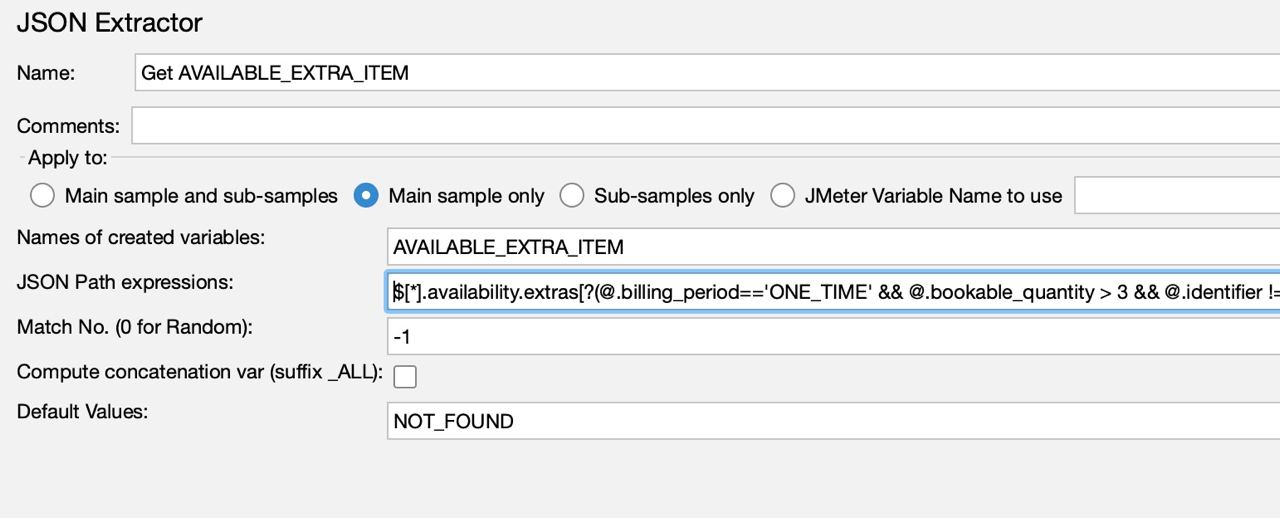 JSON Extractor
Name: Get AVAILABLE_EXTRA_ITEM
Comments:
Apply to:
Main sample and sub-samples Main sample only Sub-samples only JMeter Variable Name to use
Names of created variables: AVAILABLE_EXTRA_ITEM
JSON Path expressions: $[*].availability.extras[?(@.billing_period=='ONE_TIME' && @.bookable_quantity > 3 && @.identifier !=
Match No. (0 for Random): -1
Compute concatenation var (suffix _ALL):
Default Values: NOT_FOUND